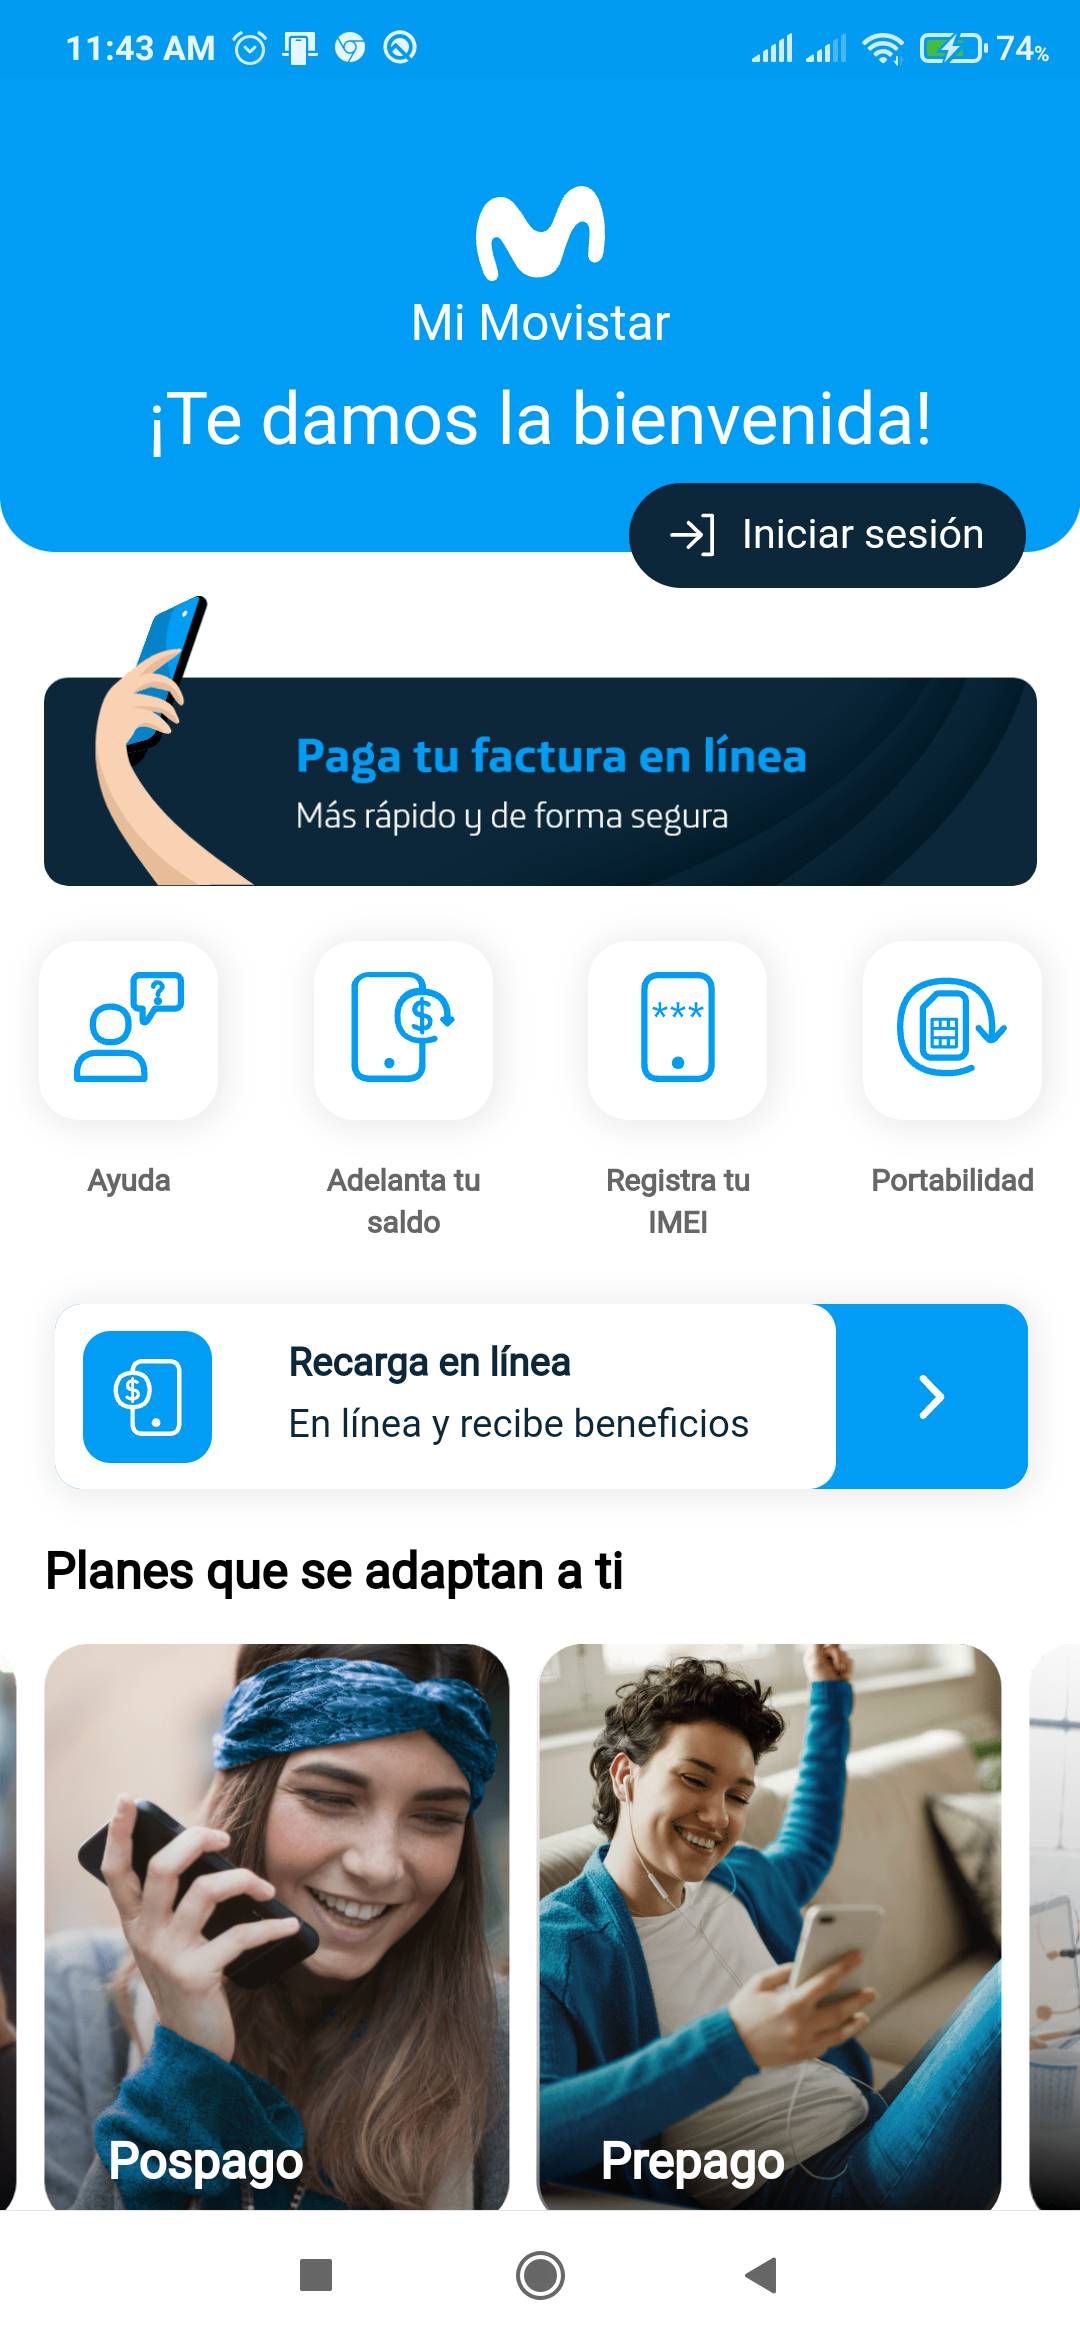 11:43 AM 74%
Mi Movistar
¡Te damos la bienvenida!
Iniciar sesión
Paga tu factura en línea
Más rápido y de forma segura
Ayuda
Adelanta tu
saldo
Registra tu
IMEI
Portabilidad
Recarga en línea
En línea y recibe beneficios
Planes que se adaptan a ti
Pospago
Prepago